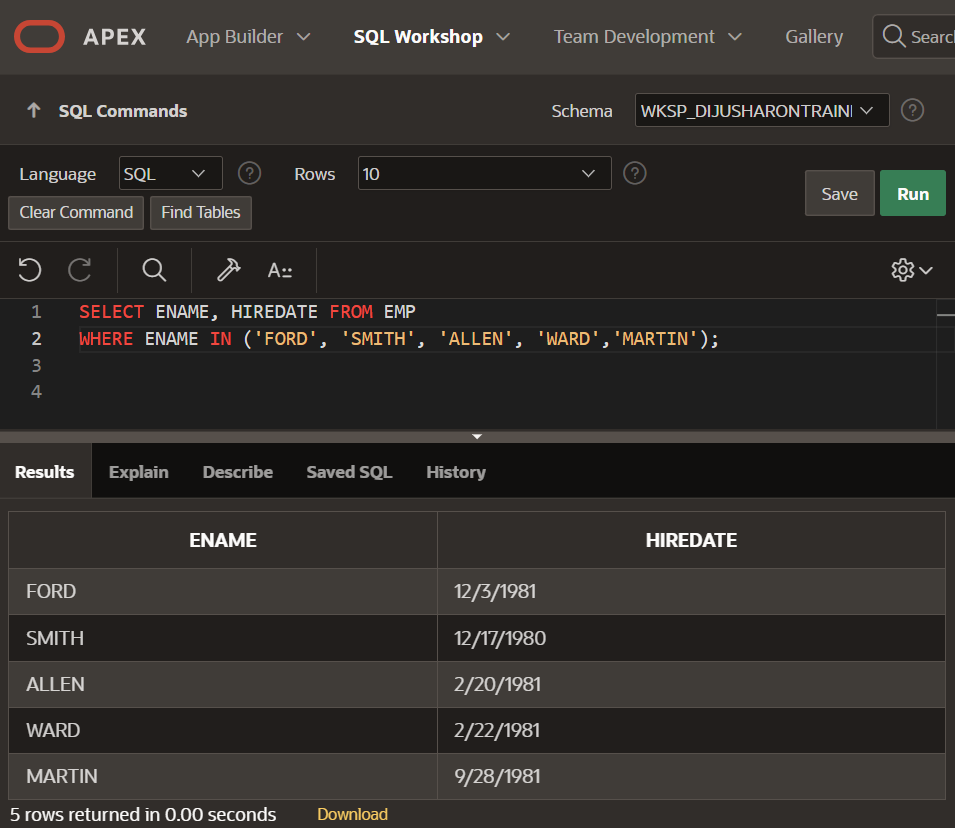 APEX App Builder SQL Workshop Team Development Gallery Search
SQL Commands Schema WKSP_DIJUSHARONTRAINI
Language SQL Rows 10
Save Run
Clear Command Find Tables
1 SELECT ENAME, HIREDATE FROM EMP
2 WHERE ENAME IN ('FORD', 'SMITH', 'ALLEN', 'WARD','MARTIN');
3
4
Results Explain Describe Saved SQL History
ENAME HIREDATE
FORD 12/3/1981
SMITH 12/17/1980
ALLEN 2/20/1981
WARD 2/22/1981
MARTIN 9/28/1981
5 rows returned in 0.00 seconds Download